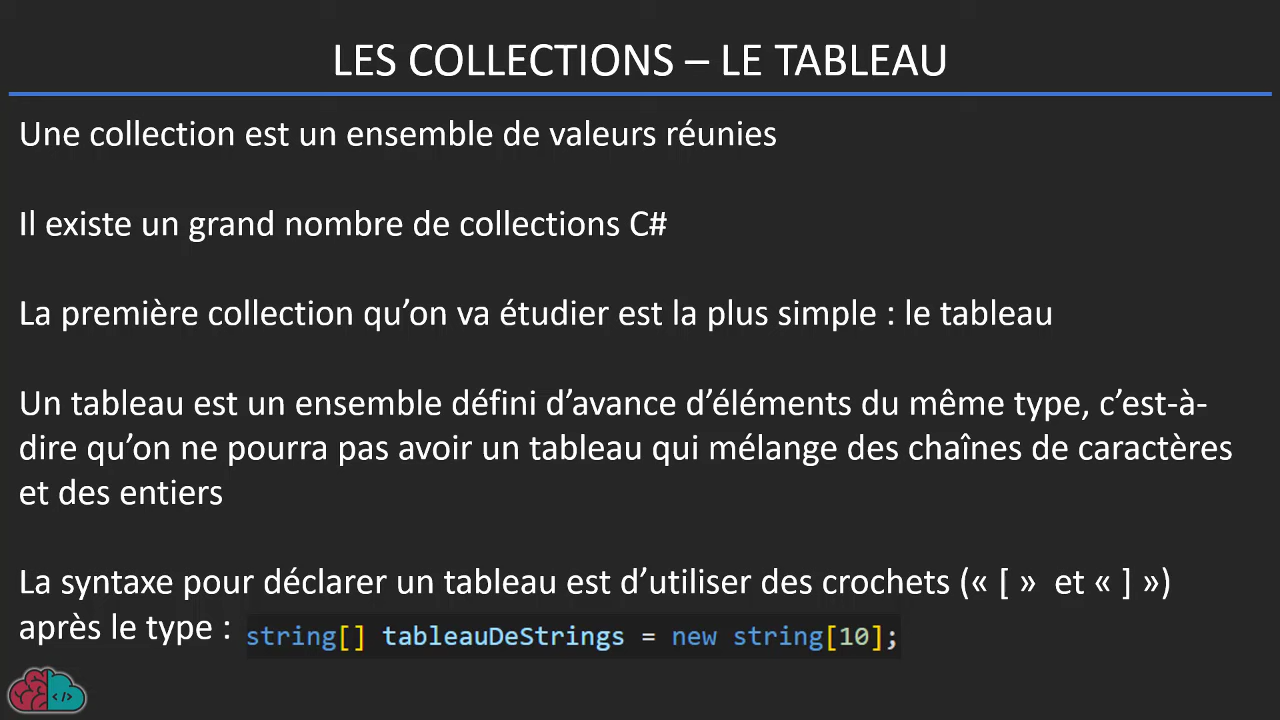 LES COLLECTIONS – LE TABLEAU
Une collection est un ensemble de valeurs réunies
Il existe un grand nombre de collections C#
La première collection qu’on va étudier est la plus simple : le tableau
Un tableau est un ensemble défini d’avance d’éléments du même type, c’est-à-
dire qu’on ne pourra pas avoir un tableau qui mélange des chaînes de caractères
et des entiers
La syntaxe pour déclarer un tableau est d’utiliser des crochets (« [ »  et « ] »)
après le type : string[] tableauDeStrings = new string[10];
</>